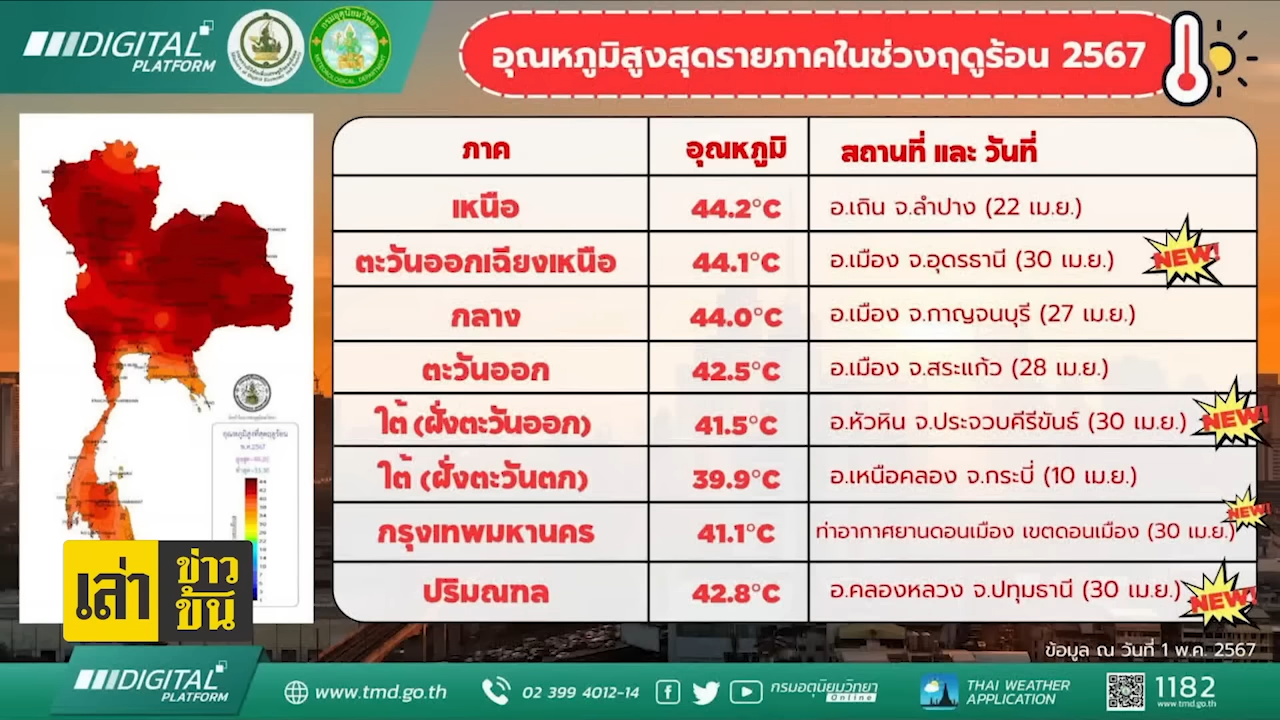 DIGITAL
PLATFORM
อุณหภูมิสูงสุดรายภาคในช่วงฤดูร้อน 2567
ภาค อุณหภูมิ สถานที่ และ วันที่
เหนือ 44.2°C อ.เถิน จ.ลำปาง (22 เม.ย.)
ตะวันออกเฉียงเหนือ 44.1°C อ.เมือง จ.อุดรธานี (30 เม.ย.) NEW!
กลาง 44.0°C อ.เมือง จ.กาญจนบุรี (27 เม.ย.)
ตะวันออก 42.5°C อ.เมือง จ.สระแก้ว (28 เม.ย.)
ใต้ (ฝั่งตะวันออก) 41.5°C อ.หัวหิน จ.ประจวบคีรีขันธ์ (30 เม.ย.) NEW!
ใต้ (ฝั่งตะวันตก) 39.9°C อ.เหนือคลอง จ.กระบี่ (10 เม.ย.)
กรุงเทพมหานคร 41.1°C ท่าอากาศยานดอนเมือง เขตดอนเมือง (30 เม.ย.) NEW!
ปริมณฑล 42.8°C อ.คลองหลวง จ.ปทุมธานี (30 เม.ย.) NEW!
เล่า
ข่าว
ข้น
ข้อมูล ณ วันที่ 1 พ.ค. 2567
DIGITAL
PLATFORM
www.tmd.go.th
02 399 4012-14
กรมอุตุนิยมวิทยา
Online
THAI WEATHER
APPLICATION
1182
www.tmd.go.th